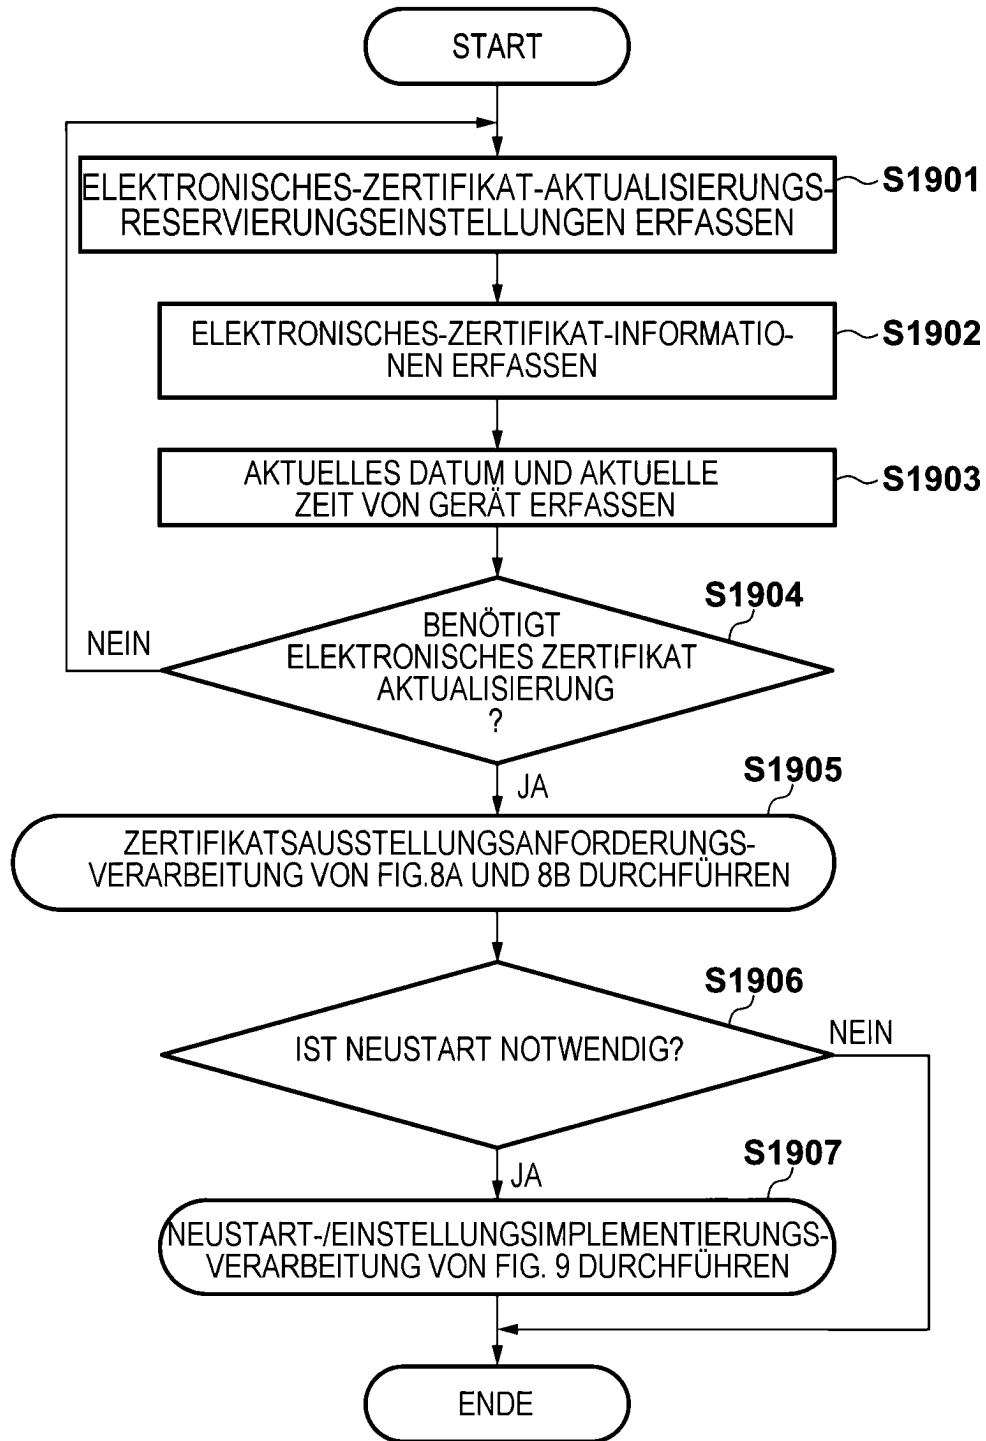 START
ELEKTRONISCHES-ZERTIFIKAT-AKTUALISIERUNGS-
RESERVIERUNGSEINSTELLUNGEN ERFASSEN
S1901
ELEKTRONISCHES-ZERTIFIKAT-INFORMATIO-
NEN ERFASSEN
S1902
AKTUELLES DATUM UND AKTUELLE
ZEIT VON GERÄT ERFASSEN
S1903
S1904
BENÖTIGT
ELEKTRONISCHES ZERTIFIKAT
AKTUALISIERUNG
?
NEIN
JA
S1905
ZERTIFIKATSAUSSTELLUNGSANFORDERUNGS-
VERARBEITUNG VON FIG.8A UND 8B DURCHFÜHREN
S1906
IST NEUSTART NOTWENDIG?
NEIN
JA
S1907
NEUSTART-/EINSTELLUNGSIMPLEMENTIERUNGS-
VERARBEITUNG VON FIG. 9 DURCHFÜHREN
ENDE